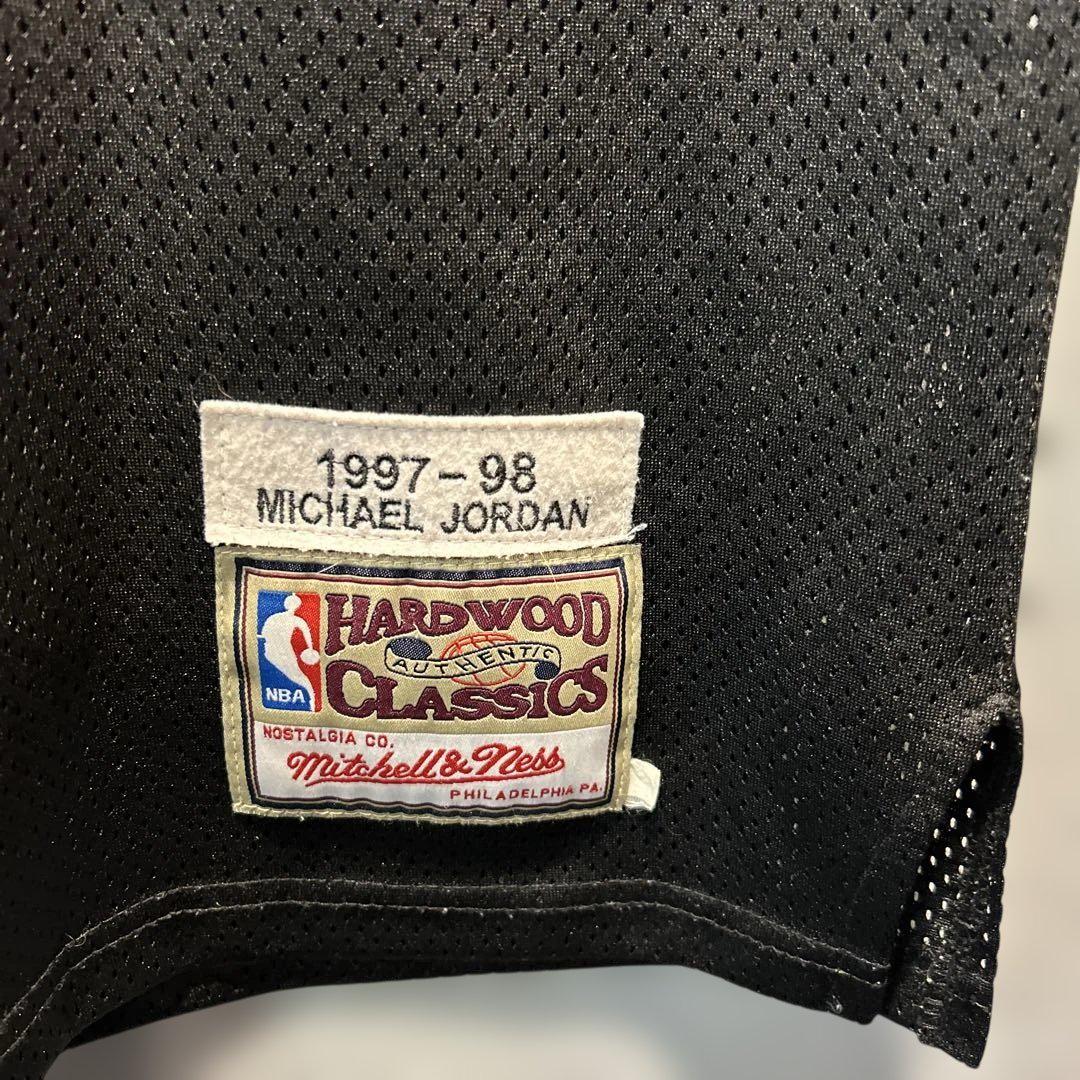 1997-98
MICHAEL JORDAN
HARDWOOD
AUTHENTIC
CLASSICS
NBA
NOSTALGIA CO.
Mitchell & Ness
PHILADELPHIA PA.